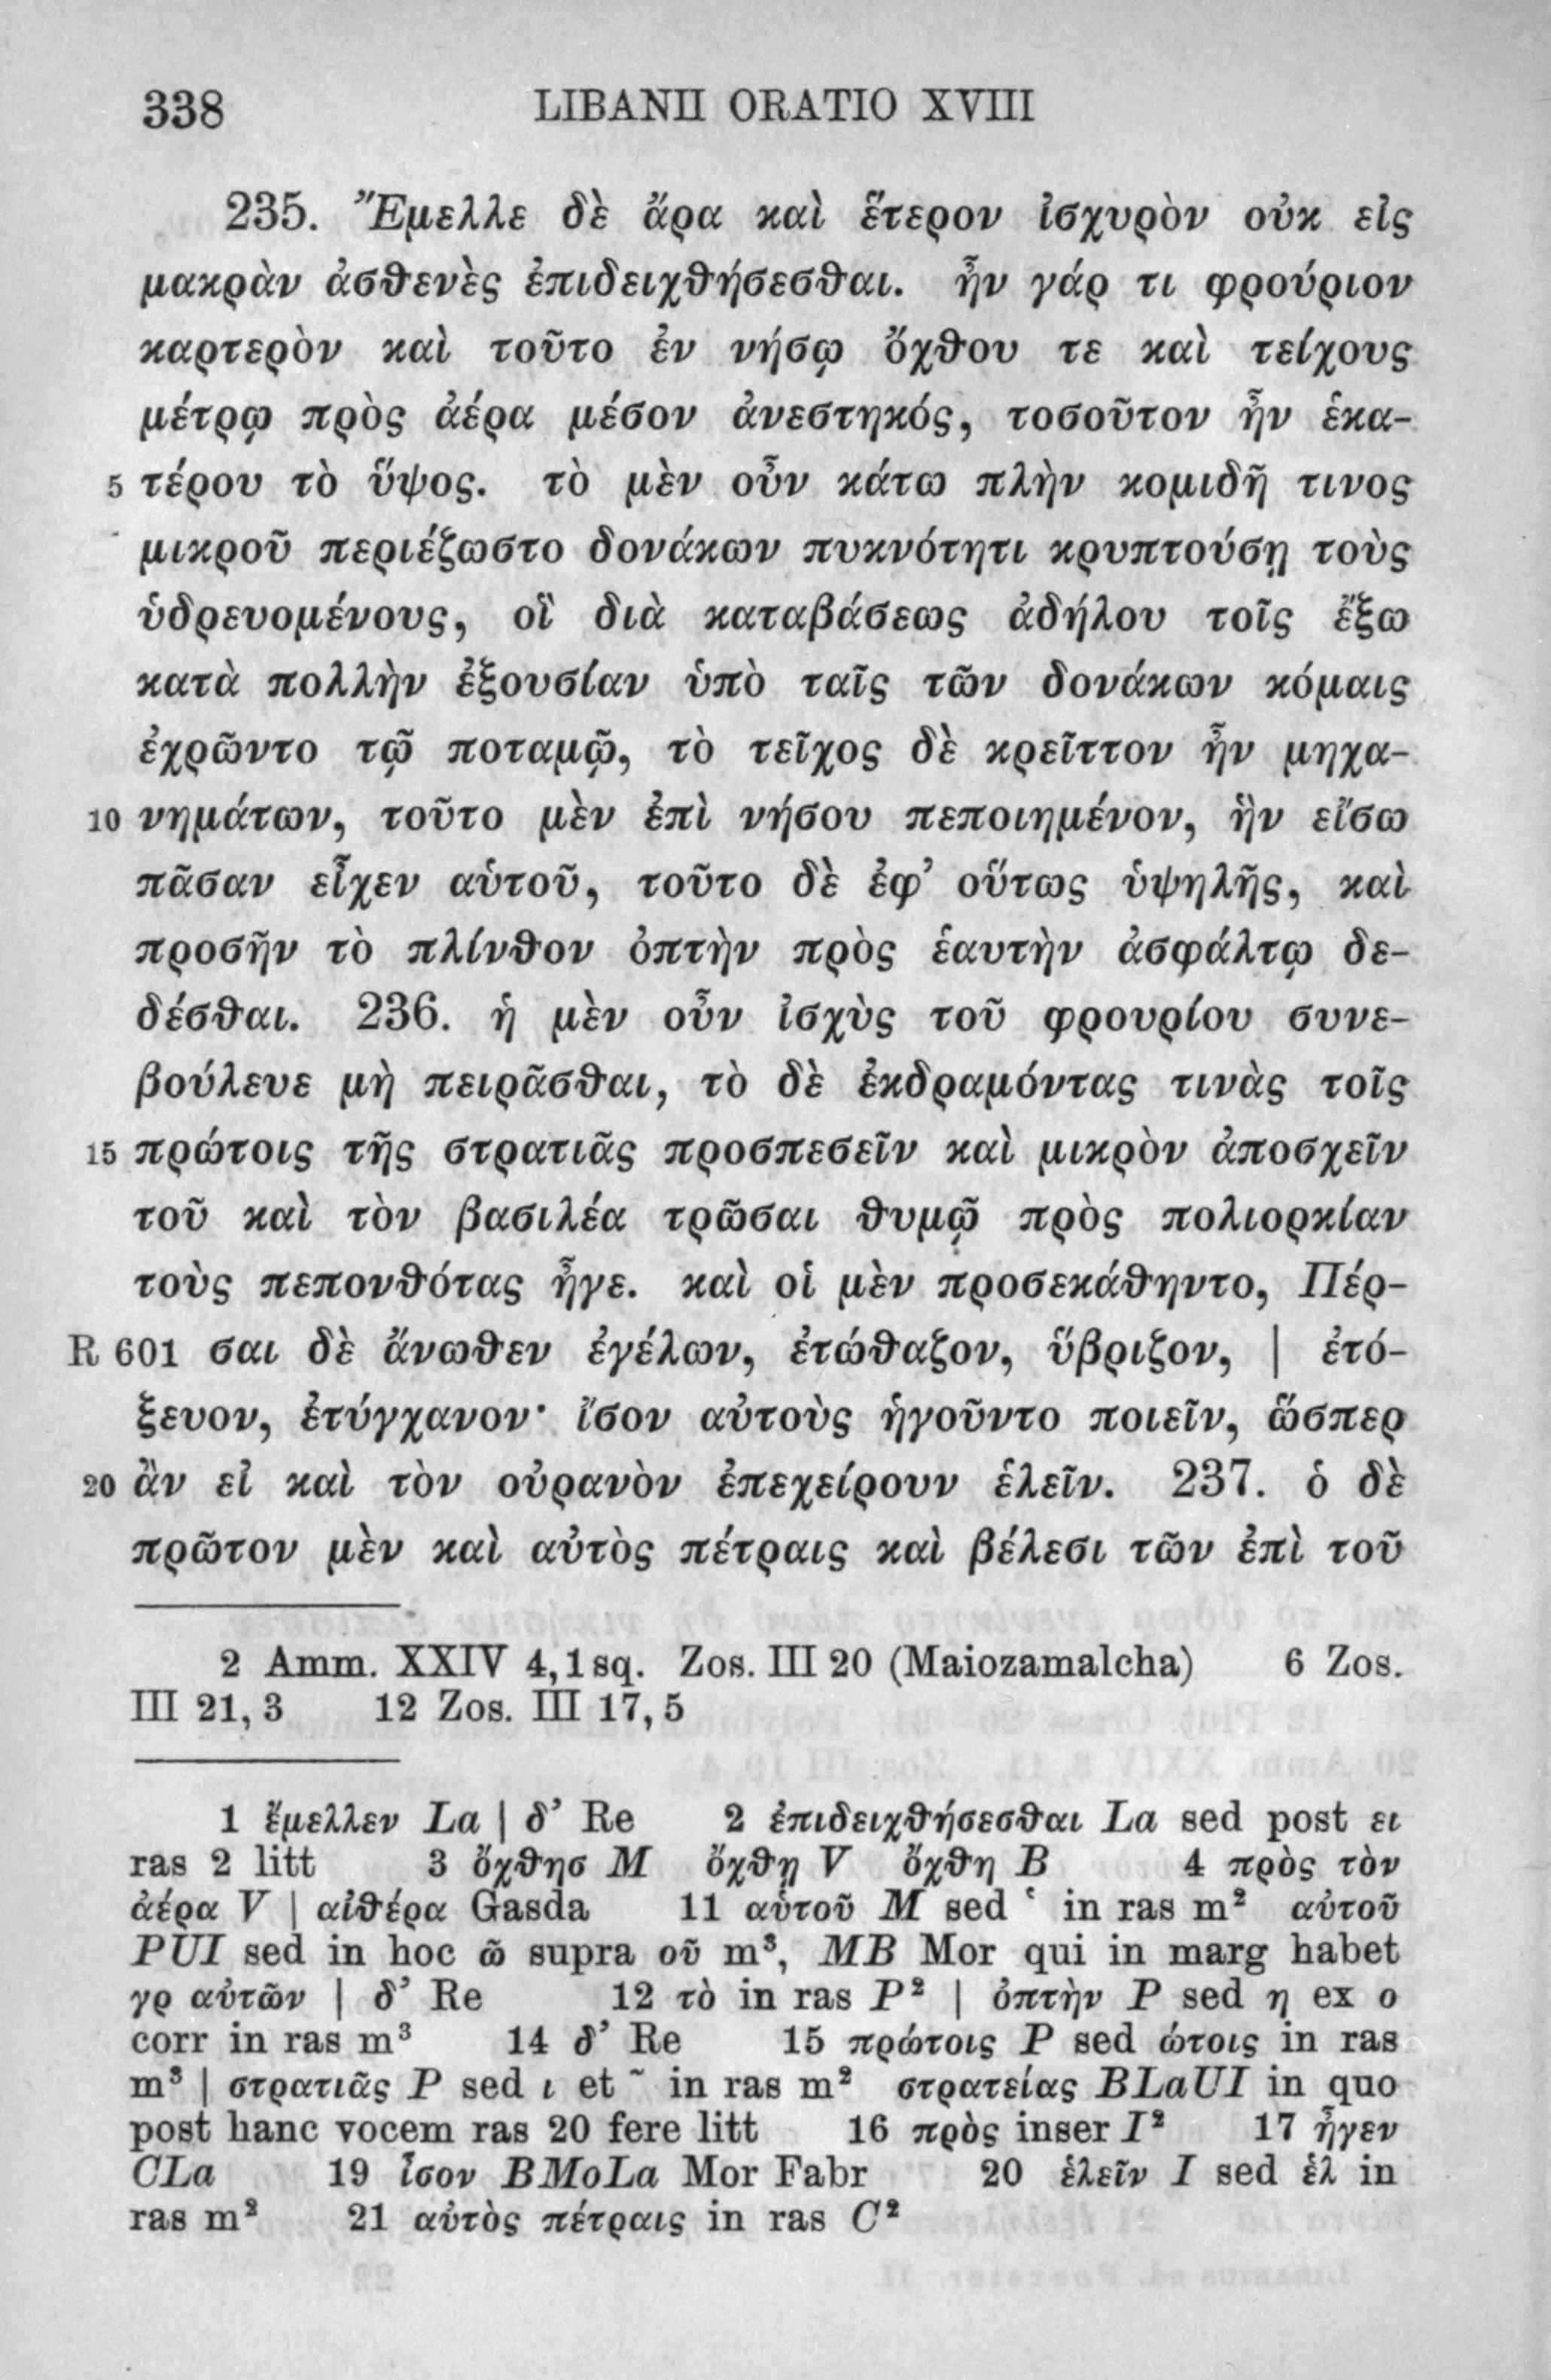 338 LIBANII ORATIO XVIII
235. Ἔμελλε δὲ ἄρα καὶ ἕτερον ἰσχυρὸν οὐκ εἰς
μακρὰν ἀσθενὲς ἐπιδειχθήσεσθαι. ἦν γάρ τι φρούριον
καρτερὸν καὶ τοῦτο ἐν νήσῳ ὄχθου τε καὶ τείχους
μέτρῳ πρὸς ἀέρα μέσον ἀνεστηκός, τοσοῦτον ἦν ἑκα-
5 τέρου τὸ ὕψος. τὸ μὲν οὖν κάτω πλὴν κομιδῇ τινος
μικροῦ περιέζωστο δονάκων πυκνότητι κρυπτούσῃ τοὺς
ὑδρευομένους, οἳ διὰ καταβάσεως ἀδήλου τοῖς ἔξω
κατὰ πολλὴν ἐξουσίαν ὑπὸ ταῖς τῶν δονάκων κόμαις
ἐχρῶντο τῷ ποταμῷ, τὸ τεῖχος δὲ κρεῖττον ἦν μηχα-
10 νημάτων, τοῦτο μὲν ἐπὶ νήσου πεποιημένον, ἣν εἴσω
πᾶσαν εἶχεν αὑτοῦ, τοῦτο δὲ ἐφ’ οὕτως ὑψηλῆς, καὶ
προσῆν τὸ πλίνθον ὀπτὴν πρὸς ἑαυτὴν ἀσφάλτῳ δε-
δέσθαι. 236. ἡ μὲν οὖν ἰσχὺς τοῦ φρουρίου συνε-
βούλευε μὴ πειρᾶσθαι, τὸ δὲ ἐκδραμόντας τινὰς τοῖς
15 πρώτοις τῆς στρατιᾶς προσπεσεῖν καὶ μικρὸν ἀποσχεῖν
τοῦ καὶ τὸν βασιλέα τρῶσαι θυμῷ πρὸς πολιορκίαν
τοὺς πεπονθότας ἦγε. καὶ οἱ μὲν προσεκάθηντο, Πέρ-
R 601 σαι δὲ ἄνωθεν ἐγέλων, ἐτώθαζον, ὕβριζον, | ἐτό-
ξευον, ἐτύγχανον· ἴσον αὐτοὺς ἡγοῦντο ποιεῖν, ὥσπερ
20 ἂν εἰ καὶ τὸν οὐρανὸν ἐπεχείρουν ἑλεῖν. 237. ὁ δὲ
πρῶτον μὲν καὶ αὐτὸς πέτραις καὶ βέλεσι τῶν ἐπὶ τοῦ
2 Amm. XXIV 4,1 sq. Zos. III 20 (Maiozamalcha) 6 Zos.
III 21, 3 12 Zos. III 17, 5
1 ἔμελλεν La | δ’ Re 2 ἐπιδειχθήσεσθαι La sed post ει
ras 2 litt 3 ὄχθησ M ὄχθῃ V ὄχθη B 4 πρὸς τὸν
ἀέρα V | αἰθέρα Gasda 11 αὑτοῦ M sed ʽ in ras m² αὐτοῦ
PUI sed in hoc ῶ supra οῦ m³, MB Mor qui in marg habet
γρ αὐτῶν | δ’ Re 12 τὸ in ras P² | ὀπτὴν P sed η ex ο
corr in ras m³ 14 δ’ Re 15 πρώτοις P sed ώτοις in ras
m³ | στρατιᾶς P sed ι et ῀ in ras m² στρατείας BLaUI in quo
post hanc vocem ras 20 fere litt 16 πρὸς inser I² 17 ἦγεν
CLa 19 ἶσον BMoLa Mor Fabr 20 ἑλεῖν I sed ἑλ in
ras m² 21 αὐτὸς πέτραις in ras C²